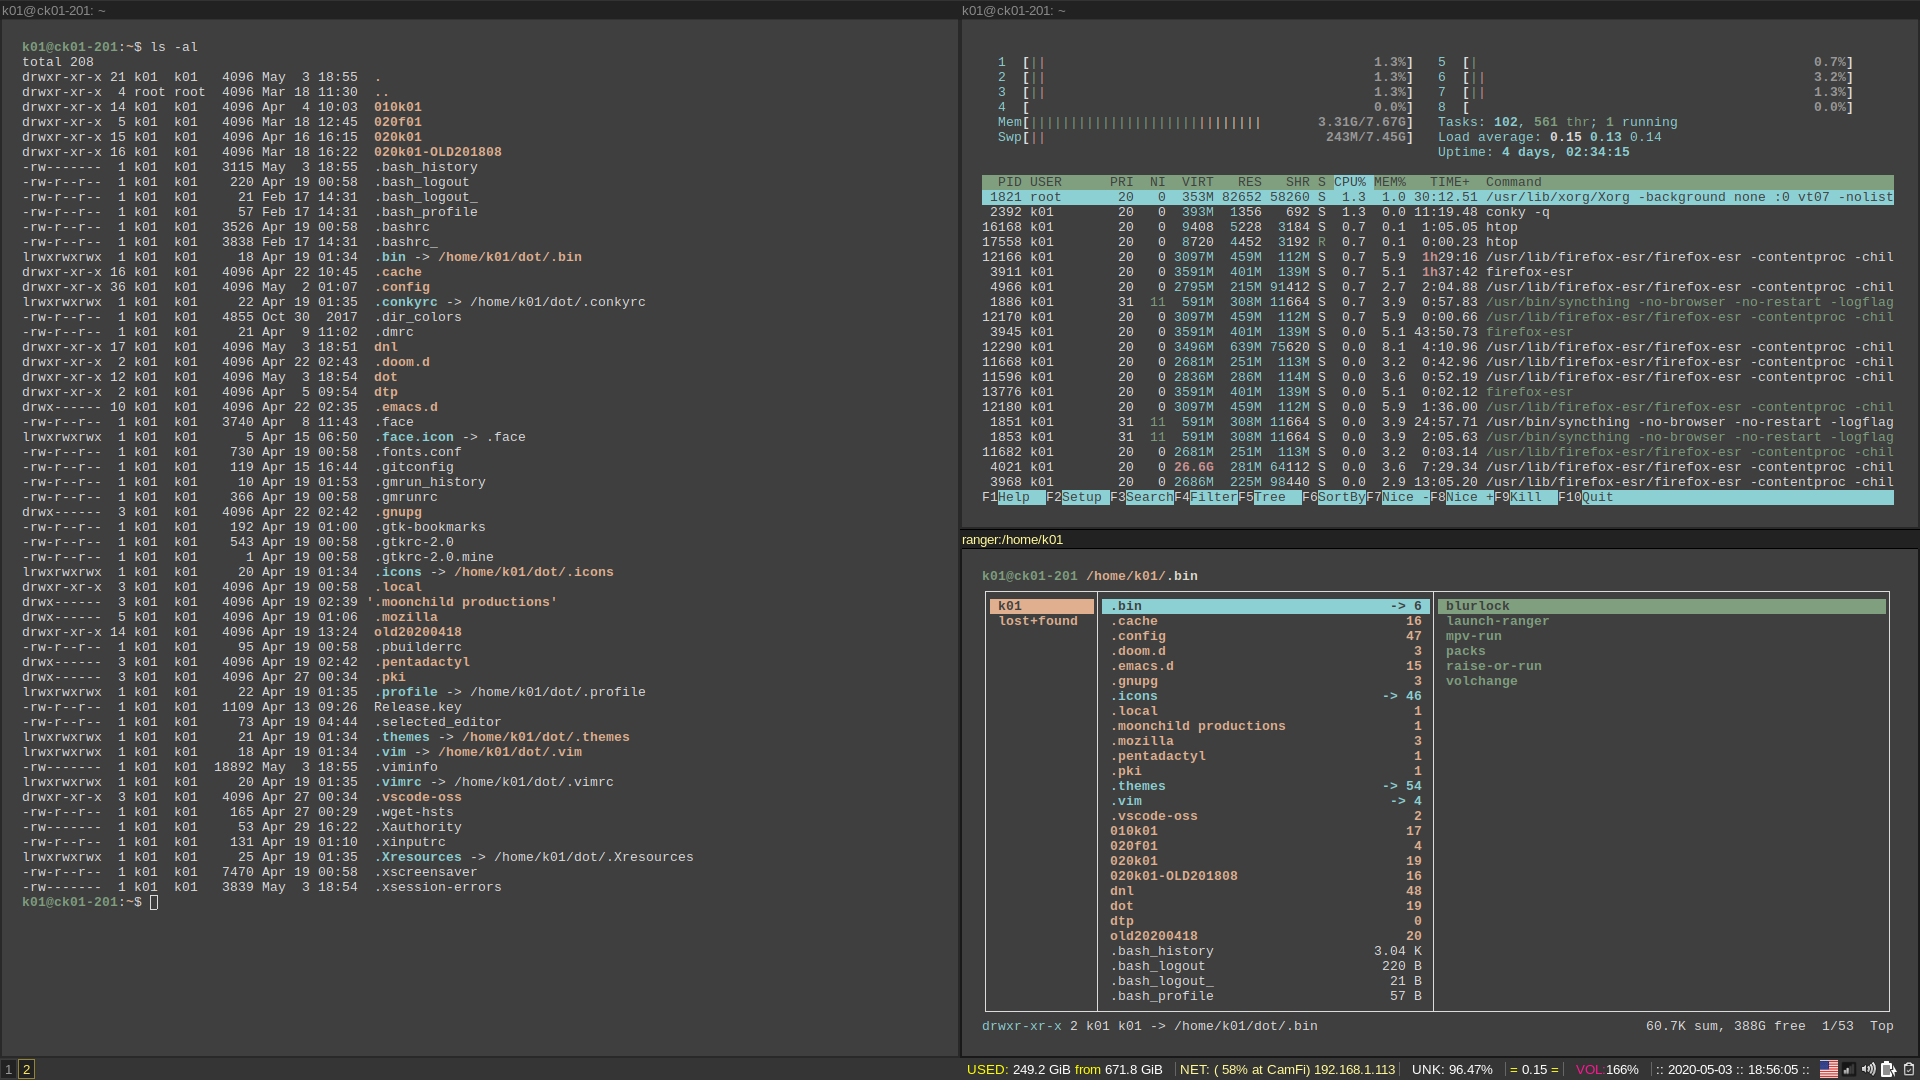 k01@ck01-201: ~
k01@ck01-201:~$ ls -al
total 208
drwxr-xr-x 21 k01  k01   4096 May  3 18:55  .
drwxr-xr-x  4 root root  4096 Mar 18 11:30  ..
drwxr-xr-x 14 k01  k01   4096 Apr  4 10:03  010k01
drwxr-xr-x  5 k01  k01   4096 Mar 18 12:45  020f01
drwxr-xr-x 15 k01  k01   4096 Apr 16 16:15  020k01
drwxr-xr-x 16 k01  k01   4096 Mar 18 16:22  020k01-OLD201808
-rw-------  1 k01  k01   3115 May  3 18:55  .bash_history
-rw-r--r--  1 k01  k01    220 Apr 19 00:58  .bash_logout
-rw-r--r--  1 k01  k01     21 Feb 17 14:31  .bash_logout_
-rw-r--r--  1 k01  k01     57 Feb 17 14:31  .bash_profile
-rw-r--r--  1 k01  k01   3526 Apr 19 00:58  .bashrc
-rw-r--r--  1 k01  k01   3838 Feb 17 14:31  .bashrc_
lrwxrwxrwx  1 k01  k01     18 Apr 19 01:34  .bin -> /home/k01/dot/.bin
drwxr-xr-x 16 k01  k01   4096 Apr 22 10:45  .cache
drwxr-xr-x 36 k01  k01   4096 May  2 01:07  .config
lrwxrwxrwx  1 k01  k01     22 Apr 19 01:35  .conkyrc -> /home/k01/dot/.conkyrc
-rw-r--r--  1 k01  k01   4855 Oct 30  2017  .dir_colors
-rw-r--r--  1 k01  k01     21 Apr  9 11:02  .dmrc
drwxr-xr-x 17 k01  k01   4096 May  3 18:51  dnl
drwxr-xr-x  2 k01  k01   4096 Apr 22 02:43  .doom.d
drwxr-xr-x 12 k01  k01   4096 May  3 18:54  dot
drwxr-xr-x  2 k01  k01   4096 Apr  5 09:54  dtp
drwx------ 10 k01  k01   4096 Apr 22 02:35  .emacs.d
-rw-r--r--  1 k01  k01   3740 Apr  8 11:43  .face
lrwxrwxrwx  1 k01  k01      5 Apr 15 06:50  .face.icon -> .face
-rw-r--r--  1 k01  k01    730 Apr 19 00:58  .fonts.conf
-rw-r--r--  1 k01  k01    119 Apr 15 16:44  .gitconfig
-rw-r--r--  1 k01  k01     10 Apr 19 01:53  .gmrun_history
-rw-r--r--  1 k01  k01    366 Apr 19 00:58  .gmrunrc
drwx------  3 k01  k01   4096 Apr 22 02:42  .gnupg
-rw-r--r--  1 k01  k01    192 Apr 19 01:00  .gtk-bookmarks
-rw-r--r--  1 k01  k01    543 Apr 19 00:58  .gtkrc-2.0
-rw-r--r--  1 k01  k01      1 Apr 19 00:58  .gtkrc-2.0.mine
lrwxrwxrwx  1 k01  k01     20 Apr 19 01:34  .icons -> /home/k01/dot/.icons
drwxr-xr-x  3 k01  k01   4096 Apr 19 00:58  .local
drwx------  3 k01  k01   4096 Apr 19 02:39 '.moonchild productions'
drwx------  5 k01  k01   4096 Apr 19 01:06  .mozilla
drwxr-xr-x 14 k01  k01   4096 Apr 19 13:24  old20200418
-rw-r--r--  1 k01  k01     95 Apr 19 00:58  .pbuilderrc
drwx------  3 k01  k01   4096 Apr 19 02:42  .pentadactyl
drwx------  3 k01  k01   4096 Apr 27 00:34  .pki
lrwxrwxrwx  1 k01  k01     22 Apr 19 01:35  .profile -> /home/k01/dot/.profile
-rw-r--r--  1 k01  k01   1109 Apr 13 09:26  Release.key
-rw-r--r--  1 k01  k01     73 Apr 19 04:44  .selected_editor
lrwxrwxrwx  1 k01  k01     21 Apr 19 01:34  .themes -> /home/k01/dot/.themes
lrwxrwxrwx  1 k01  k01     18 Apr 19 01:34  .vim -> /home/k01/dot/.vim
-rw-------  1 k01  k01  18892 May  3 18:55  .viminfo
lrwxrwxrwx  1 k01  k01     20 Apr 19 01:35  .vimrc -> /home/k01/dot/.vimrc
drwxr-xr-x  3 k01  k01   4096 Apr 27 00:34  .vscode-oss
-rw-r--r--  1 k01  k01    165 Apr 27 00:29  .wget-hsts
-rw-------  1 k01  k01     53 Apr 29 16:22  .Xauthority
-rw-r--r--  1 k01  k01    131 Apr 19 01:10  .xinputrc
lrwxrwxrwx  1 k01  k01     25 Apr 19 01:35  .Xresources -> /home/k01/dot/.Xresources
-rw-r--r--  1 k01  k01   7470 Apr 19 00:58  .xscreensaver
-rw-------  1 k01  k01   3839 May  3 18:54  .xsession-errors
k01@ck01-201:~$
k01@ck01-201: ~
1  [||  1.3%]   5  [|  0.7%]
2  [||  1.3%]   6  [||  3.2%]
3  [||  1.3%]   7  [||  1.3%]
4  [  0.0%]   8  [  0.0%]
Mem[|||||||||||||||||||||||||||||  3.31G/7.67G]   Tasks: 102, 561 thr; 1 running
Swp[||  243M/7.45G]   Load average: 0.15 0.13 0.14
Uptime: 4 days, 02:34:15
PID USER      PRI  NI  VIRT   RES   SHR S CPU% MEM%   TIME+  Command
1821 root       20   0  353M 82652 58260 S  1.3  1.0 30:12.51 /usr/lib/xorg/Xorg -background none :0 vt07 -nolist
2392 k01        20   0  393M  1356   692 S  1.3  0.0 11:19.48 conky -q
16168 k01        20   0  9408  5228  3184 S  0.7  0.1  1:05.05 htop
17558 k01        20   0  8720  4452  3192 R  0.7  0.1  0:00.23 htop
12166 k01        20   0 3097M  459M  112M S  0.7  5.9  1h29:16 /usr/lib/firefox-esr/firefox-esr -contentproc -chil
3911 k01        20   0 3591M  401M  139M S  0.7  5.1  1h37:42 firefox-esr
4966 k01        20   0 2795M  215M 91412 S  0.7  2.7  2:04.88 /usr/lib/firefox-esr/firefox-esr -contentproc -chil
1886 k01        31  11  591M  308M 11664 S  0.7  3.9  0:57.83 /usr/bin/syncthing -no-browser -no-restart -logflag
12170 k01        20   0 3097M  459M  112M S  0.7  5.9  0:00.66 /usr/lib/firefox-esr/firefox-esr -contentproc -chil
3945 k01        20   0 3591M  401M  139M S  0.0  5.1 43:50.73 firefox-esr
12290 k01        20   0 3496M  639M 75620 S  0.0  8.1  4:10.96 /usr/lib/firefox-esr/firefox-esr -contentproc -chil
11668 k01        20   0 2681M  251M  113M S  0.0  3.2  0:42.96 /usr/lib/firefox-esr/firefox-esr -contentproc -chil
11596 k01        20   0 2836M  286M  114M S  0.0  3.6  0:52.19 /usr/lib/firefox-esr/firefox-esr -contentproc -chil
13776 k01        20   0 3591M  401M  139M S  0.0  5.1  0:02.12 firefox-esr
12180 k01        20   0 3097M  459M  112M S  0.0  5.9  1:36.00 /usr/lib/firefox-esr/firefox-esr -contentproc -chil
1851 k01        31  11  591M  308M 11664 S  0.0  3.9 24:57.71 /usr/bin/syncthing -no-browser -no-restart -logflag
1853 k01        31  11  591M  308M 11664 S  0.0  3.9  2:05.63 /usr/bin/syncthing -no-browser -no-restart -logflag
11682 k01        20   0 2681M  251M  113M S  0.0  3.2  0:03.14 /usr/lib/firefox-esr/firefox-esr -contentproc -chil
4021 k01        20   0 26.6G  281M 64112 S  0.0  3.6  7:29.34 /usr/lib/firefox-esr/firefox-esr -contentproc -chil
3968 k01        20   0 2686M  225M 98440 S  0.0  2.9 13:05.20 /usr/lib/firefox-esr/firefox-esr -contentproc -chil
F1Help  F2Setup F3SearchF4FilterF5Tree  F6SortByF7Nice -F8Nice +F9Kill  F10Quit
ranger:/home/k01
k01@ck01-201 /home/k01/.bin
k01   .bin  -> 6   blurlock
lost+found   .cache  16   launch-ranger
.config  47   mpv-run
.doom.d  3   packs
.emacs.d  15   raise-or-run
.gnupg  3   volchange
.icons  -> 46
.local  1
.moonchild productions  1
.mozilla  3
.pentadactyl  1
.pki  1
.themes  -> 54
.vim  -> 4
.vscode-oss  2
010k01  17
020f01  4
020k01  19
020k01-OLD201808  16
dnl  48
dot  19
dtp  0
old20200418  20
.bash_history  3.04 K
.bash_logout  220 B
.bash_logout_  21 B
.bash_profile  57 B
drwxr-xr-x 2 k01 k01 -> /home/k01/dot/.bin   60.7K sum, 388G free  1/53  Top
1 2   USED: 249.2 GiB from 671.8 GiB | NET: ( 58% at CamFi) 192.168.1.113 | UNK: 96.47% | = 0.15 = | VOL:166% | :: 2020-05-03 :: 18:56:05 ::